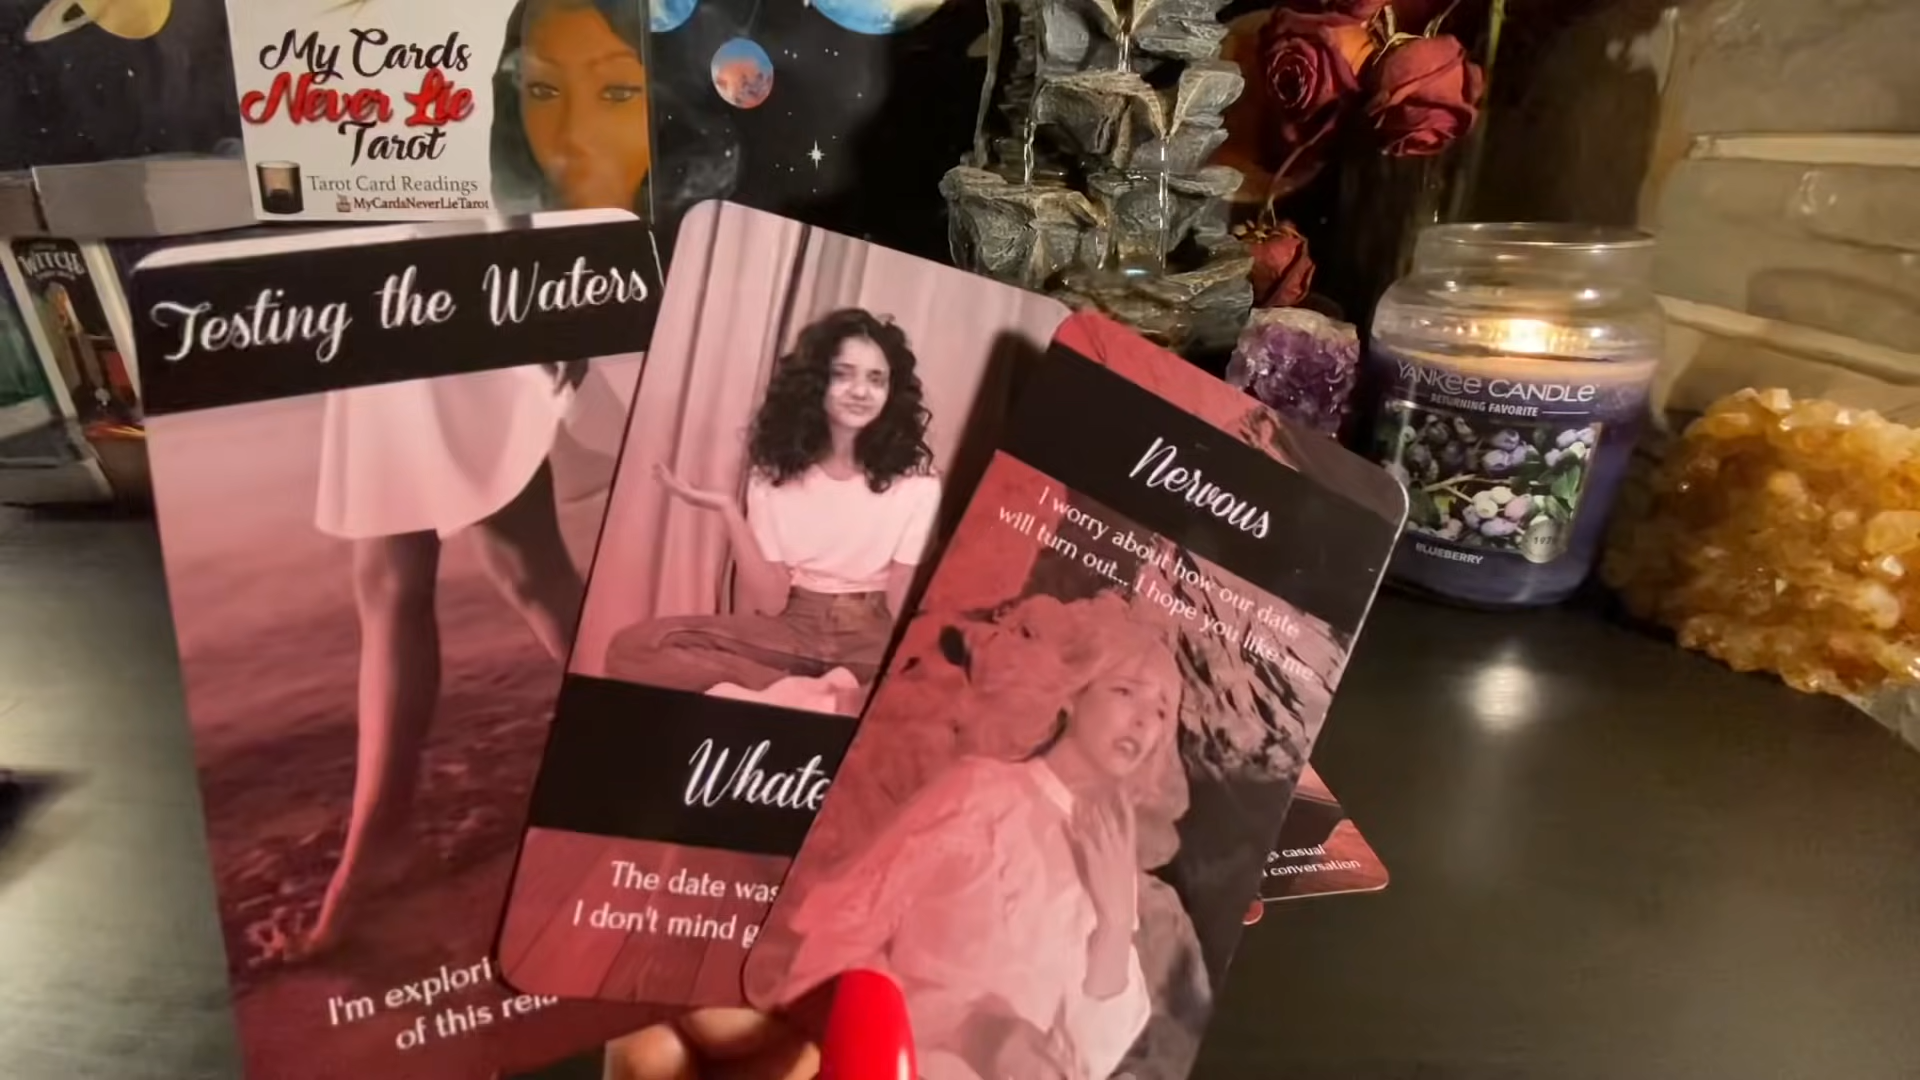 My Cards
Never Lie
Tarot
Tarot Card Readings
MyCardsNeverLieTarot
WITCH
Testing the Waters
I'm explori
of this rela
Whate
The date was
I don't mind g
Nervous
I worry about how our date
will turn out... I hope you like me
YANKEE CANDLE
RETURNING FAVORITE
BLUEBERRY
gs casual
conversation